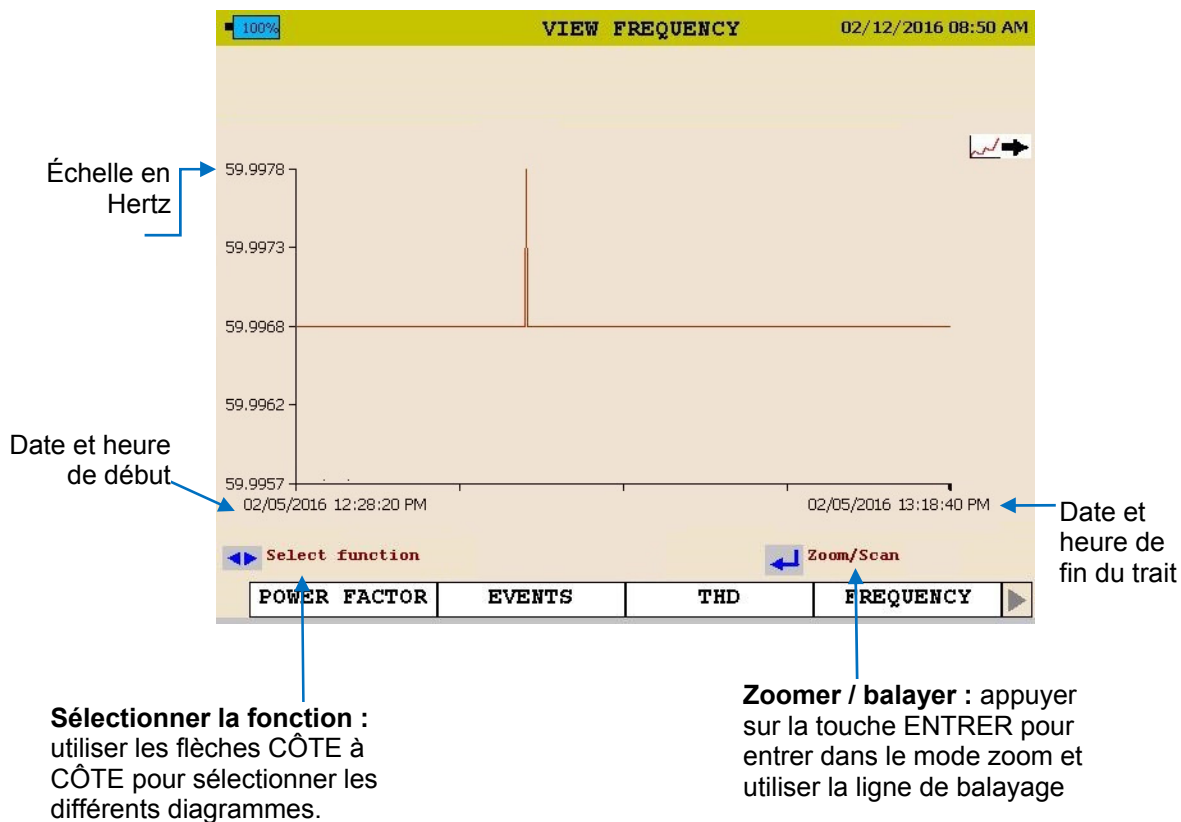 100%
VIEW FREQUENCY
02/12/2016 08:50 AM
Échelle en
Hertz
59.9978
59.9973
59.9968
59.9962
59.9957
Date et heure
de début
02/05/2016 12:28:20 PM
02/05/2016 13:18:40 PM
Date et
heure de
fin du trait
Select function
Zoom/Scan
POWER FACTOR
EVENTS
THD
FREQUENCY
Sélectionner la fonction :
utiliser les flèches CÔTE à
CÔTE pour sélectionner les
différents diagrammes.
Zoomer / balayer : appuyer
sur la touche ENTRER pour
entrer dans le mode zoom et
utiliser la ligne de balayage